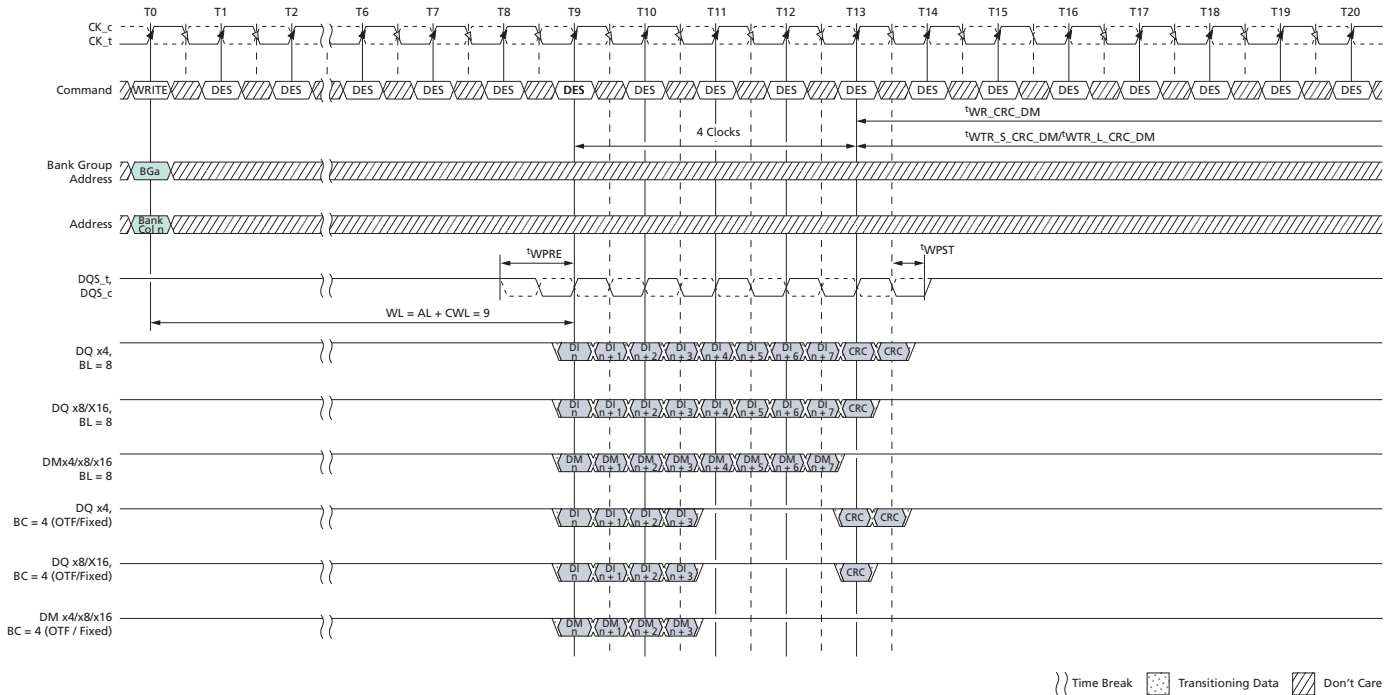 T0 T1 T2 T6 T7 T8 T9 T10 T11 T12 T13 T14 T15 T16 T17 T18 T19 T20
CK_c
CK_t
Command WRITE DES DES DES DES DES DES DES DES DES DES DES DES DES DES DES DES DES
tWR_CRC_DM
4 Clocks
tWTR_S_CRC_DM/tWTR_L_CRC_DM
Bank Group
Address
BGa
Address
Bank
Col n
tWPRE
tWPST
DQS_t,
DQS_c
WL = AL + CWL = 9
DQ x4,
BL = 8
DI DI DI DI DI DI DI DI
n n + 1 n + 2 n + 3 n + 4 n + 5 n + 6 n + 7
CRC CRC
DQ x8/X16,
BL = 8
DI DI DI DI DI DI DI DI
n n + 1 n + 2 n + 3 n + 4 n + 5 n + 6 n + 7
CRC
DMx4/x8/x16
BL = 8
DM DM DM DM DM DM DM DM
n n + 1 n + 2 n + 3 n + 4 n + 5 n + 6 n + 7
DQ x4,
BC = 4 (OTF/Fixed)
DI DI DI DI
n n + 1 n + 2 n + 3
CRC CRC
DQ x8/X16,
BC = 4 (OTF/Fixed)
DI DI DI DI
n n + 1 n + 2 n + 3
CRC
DM x4/x8/x16
BC = 4 (OTF / Fixed)
DM DM DM DM
n n + 1 n + 2 n + 3
Time Break Transitioning Data Don't Care